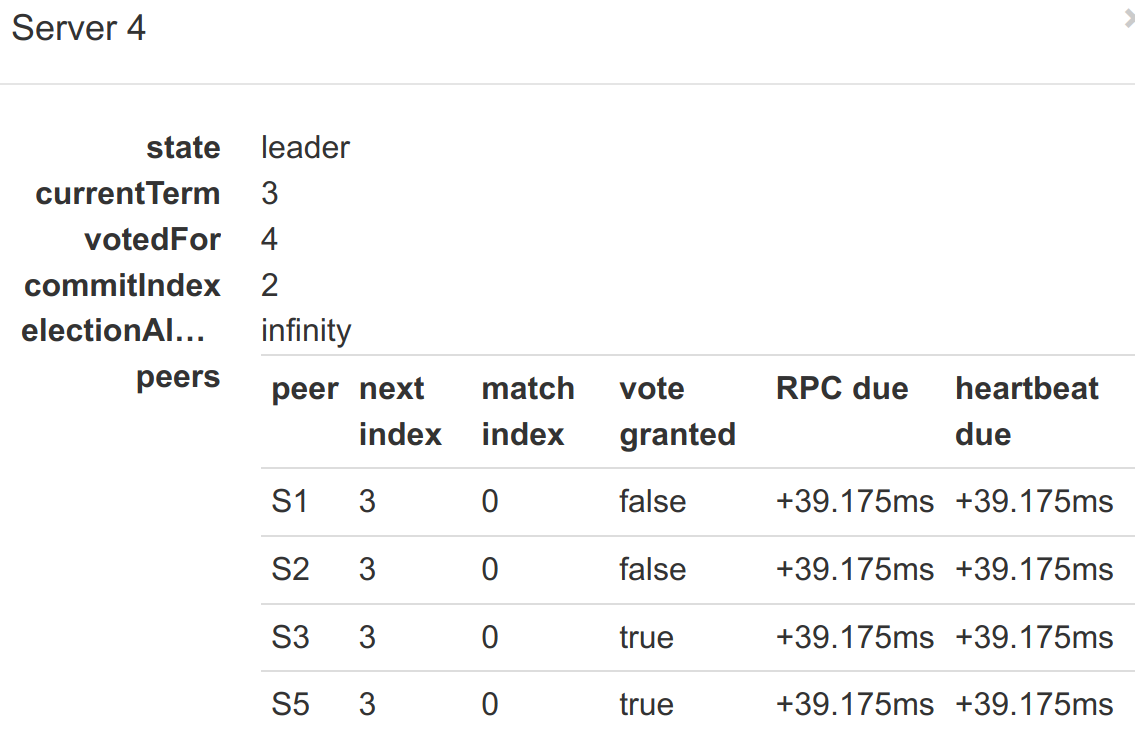 Server 4
×
state leader
currentTerm 3
votedFor 4
commitIndex 2
electionAl… infinity
peers
peer next index match index vote granted RPC due heartbeat due
S1 3 0 false +39.175ms +39.175ms
S2 3 0 false +39.175ms +39.175ms
S3 3 0 true +39.175ms +39.175ms
S5 3 0 true +39.175ms +39.175ms